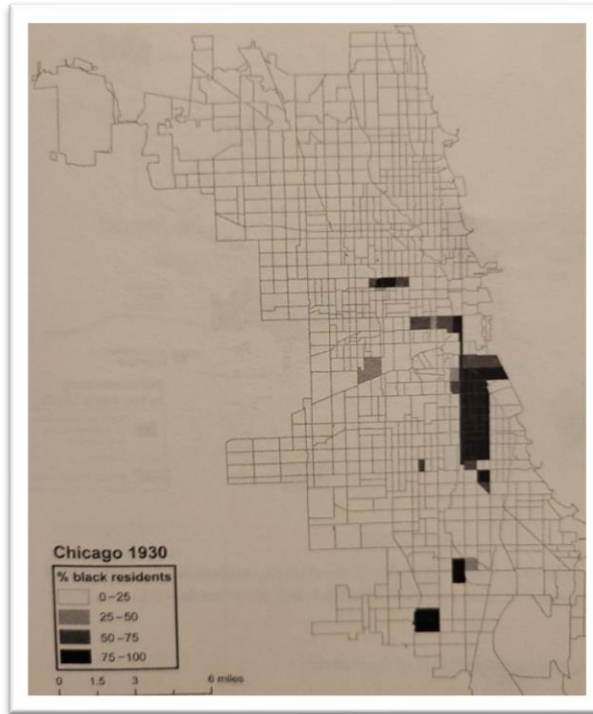 Chicago 1930
% black residents
0–25
25–50
50–75
75–100
0 1.5 3 6 miles